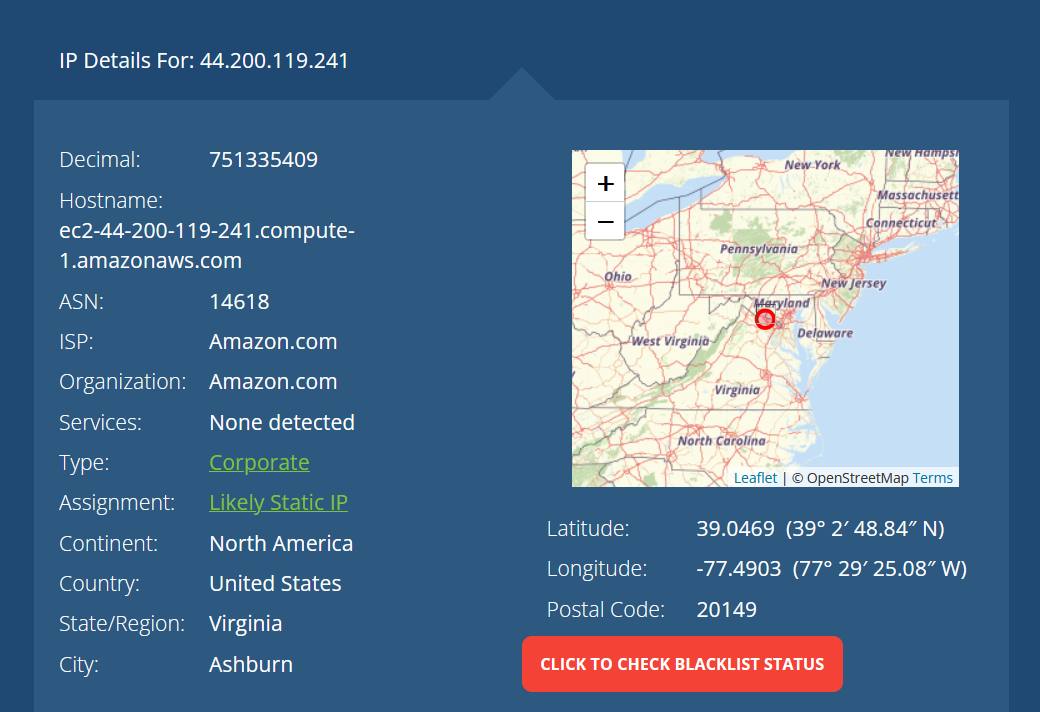 IP Details For: 44.200.119.241
Decimal: 751335409
Hostname:
ec2-44-200-119-241.compute-
1.amazonaws.com
ASN: 14618
ISP: Amazon.com
Organization: Amazon.com
Services: None detected
Type: Corporate
Assignment: Likely Static IP
Continent: North America
Country: United States
State/Region: Virginia
City: Ashburn
+
−
New Hampsh
New York
Massachusett
Connecticut
Pennsylvania
Ohio
New Jersey
Maryland
Delaware
West Virginia
Virginia
North Carolina
Leaflet | © OpenStreetMap Terms
Latitude: 39.0469 (39° 2′ 48.84″ N)
Longitude: -77.4903 (77° 29′ 25.08″ W)
Postal Code: 20149
CLICK TO CHECK BLACKLIST STATUS